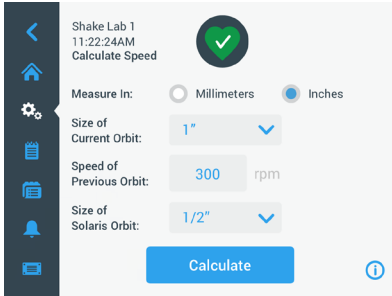 Shake Lab 1
11:22:24AM
Calculate Speed
Measure In: Millimeters Inches
Size of
Current Orbit: 1”
Speed of
Previous Orbit: 300 rpm
Size of
Solaris Orbit: 1/2”
Calculate